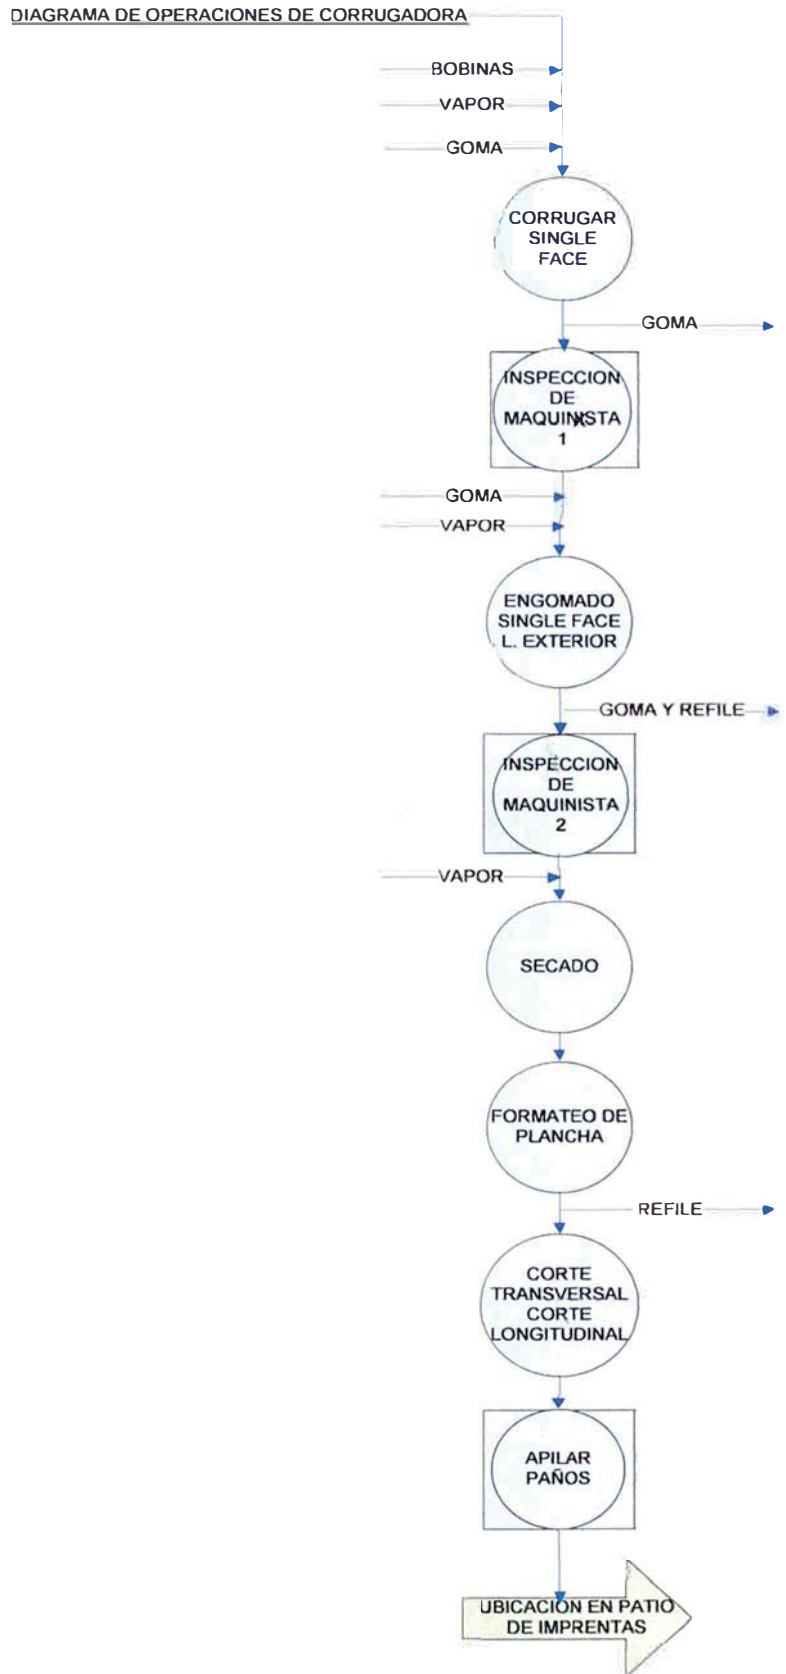 DIAGRAMA DE OPERACIONES DE CORRUGADORA
BOBINAS
VAPOR
GOMA
CORRUGAR
SINGLE
FACE
GOMA
INSPECCION
DE
MAQUINISTA
1
GOMA
VAPOR
ENGOMADO
SINGLE FACE
L. EXTERIOR
GOMA Y REFILE
INSPECCION
DE
MAQUINISTA
2
VAPOR
SECADO
FORMATEO DE
PLANCHA
REFILE
CORTE
TRANSVERSAL
CORTE
LONGITUDINAL
APILAR
PAÑOS
UBICACION EN PATIO
DE IMPRENTAS